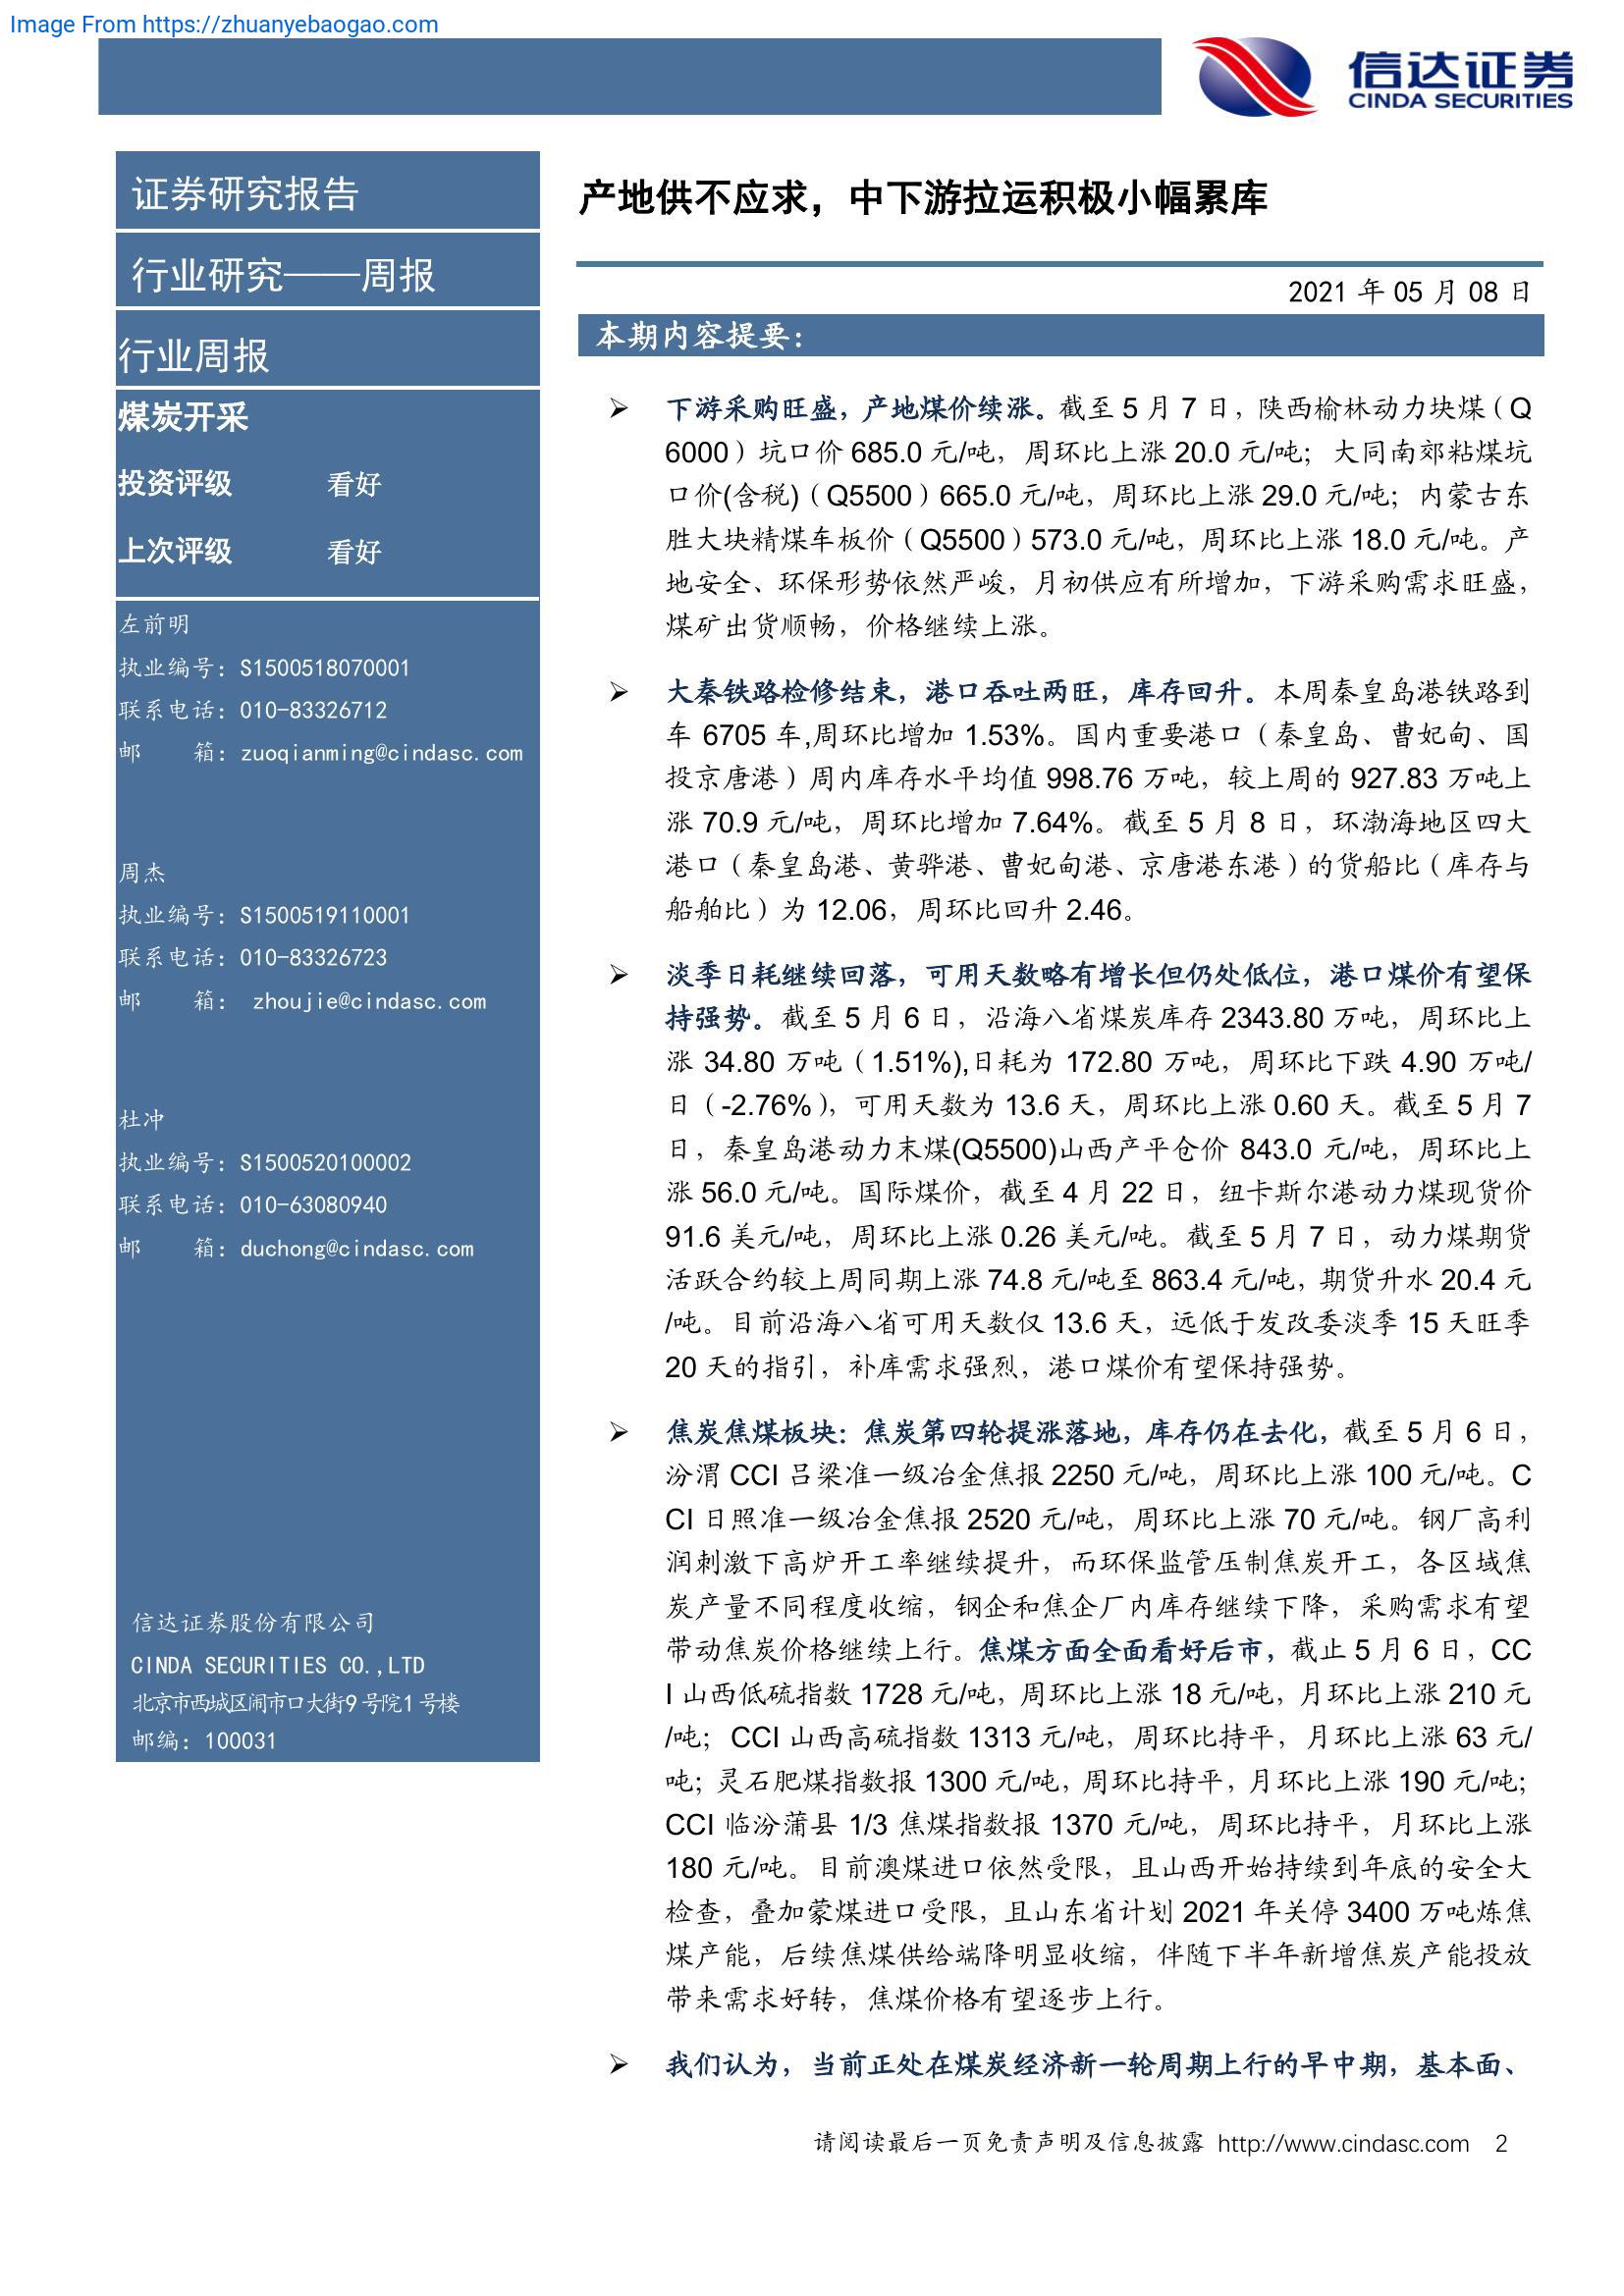 Image From https://zhuanyebaogao.com
信达证券
CINDA SECURITIES
证券研究报告
行业研究——周报
行业周报
煤炭开采
投资评级 看好
上次评级 看好
左前明
执业编号：S1500518070001
联系电话：010-83326712
邮 箱：zuoqianming@cindasc.com
周杰
执业编号：S1500519110001
联系电话：010-83326723
邮 箱： zhoujie@cindasc.com
杜冲
执业编号：S1500520100002
联系电话：010-63080940
邮 箱：duchong@cindasc.com
信达证券股份有限公司
CINDA SECURITIES CO.,LTD
北京市西城区闹市口大街9号院1号楼
邮编：100031
产地供不应求，中下游拉运积极小幅累库
2021 年 05 月 08 日
本期内容提要：
➢ 下游采购旺盛，产地煤价续涨。截至 5 月 7 日，陕西榆林动力块煤（Q
6000）坑口价 685.0 元/吨，周环比上涨 20.0 元/吨；大同南郊粘煤坑
口价(含税)（Q5500）665.0 元/吨，周环比上涨 29.0 元/吨；内蒙古东
胜大块精煤车板价（Q5500）573.0 元/吨，周环比上涨 18.0 元/吨。产
地安全、环保形势依然严峻，月初供应有所增加，下游采购需求旺盛，
煤矿出货顺畅，价格继续上涨。
➢ 大秦铁路检修结束，港口吞吐两旺，库存回升。本周秦皇岛港铁路到
车 6705 车,周环比增加 1.53%。国内重要港口（秦皇岛、曹妃甸、国
投京唐港）周内库存水平均值 998.76 万吨，较上周的 927.83 万吨上
涨 70.9 元/吨，周环比增加 7.64%。截至 5 月 8 日，环渤海地区四大
港口（秦皇岛港、黄骅港、曹妃甸港、京唐港东港）的货船比（库存与
船舶比）为 12.06，周环比回升 2.46。
➢ 淡季日耗继续回落，可用天数略有增长但仍处低位，港口煤价有望保
持强势。截至 5 月 6 日，沿海八省煤炭库存 2343.80 万吨，周环比上
涨 34.80 万吨（1.51%),日耗为 172.80 万吨，周环比下跌 4.90 万吨/
日（-2.76%），可用天数为 13.6 天，周环比上涨 0.60 天。截至 5 月 7
日，秦皇岛港动力末煤(Q5500)山西产平仓价 843.0 元/吨，周环比上
涨 56.0 元/吨。国际煤价，截至 4 月 22 日，纽卡斯尔港动力煤现货价
91.6 美元/吨，周环比上涨 0.26 美元/吨。截至 5 月 7 日，动力煤期货
活跃合约较上周同期上涨 74.8 元/吨至 863.4 元/吨，期货升水 20.4 元
/吨。目前沿海八省可用天数仅 13.6 天，远低于发改委淡季 15 天旺季
20 天的指引，补库需求强烈，港口煤价有望保持强势。
➢ 焦炭焦煤板块：焦炭第四轮提涨落地，库存仍在去化，截至 5 月 6 日，
汾渭 CCI 吕梁准一级冶金焦报 2250 元/吨，周环比上涨 100 元/吨。C
CI 日照准一级冶金焦报 2520 元/吨，周环比上涨 70 元/吨。钢厂高利
润刺激下高炉开工率继续提升，而环保监管压制焦炭开工，各区域焦
炭产量不同程度收缩，钢企和焦企厂内库存继续下降，采购需求有望
带动焦炭价格继续上行。焦煤方面全面看好后市，截止 5 月 6 日，CC
I 山西低硫指数 1728 元/吨，周环比上涨 18 元/吨，月环比上涨 210 元
/吨；CCI 山西高硫指数 1313 元/吨，周环比持平，月环比上涨 63 元/
吨；灵石肥煤指数报 1300 元/吨，周环比持平，月环比上涨 190 元/吨；
CCI 临汾蒲县 1/3 焦煤指数报 1370 元/吨，周环比持平，月环比上涨
180 元/吨。目前澳煤进口依然受限，且山西开始持续到年底的安全大
检查，叠加蒙煤进口受限，且山东省计划 2021 年关停 3400 万吨炼焦
煤产能，后续焦煤供给端降明显收缩，伴随下半年新增焦炭产能投放
带来需求好转，焦煤价格有望逐步上行。
➢ 我们认为，当前正处在煤炭经济新一轮周期上行的早中期，基本面、
请阅读最后一页免责声明及信息披露 http://www.cindasc.com 2